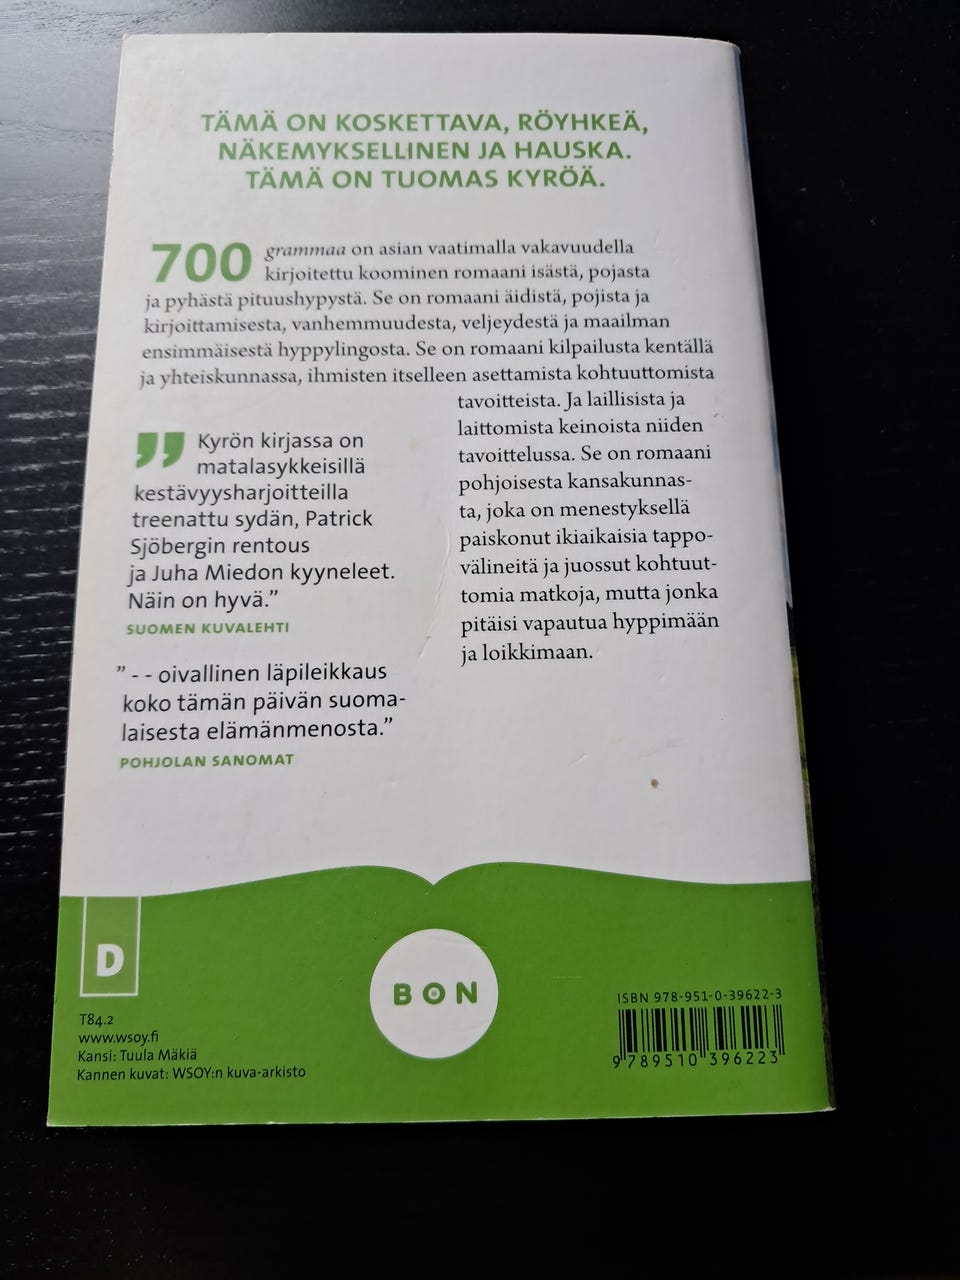 TÄMÄ ON KOSKETTAVA, RÖYHKEÄ,
NÄKEMYKSELLINEN JA HAUSKA.
TÄMÄ ON TUOMAS KYRÖÄ.
700 grammaa on asian vaatimalla vakavuudella
kirjoitettu koominen romaani isästä, pojasta
ja pyhästä pituushypystä. Se on romaani äidistä, pojista ja
kirjoittamisesta, vanhemmuudesta, veljeydestä ja maailman
ensimmäisestä hyppylingosta. Se on romaani kilpailusta kentällä
ja yhteiskunnassa, ihmisten itselleen asettamista kohtuuttomista
tavoitteista. Ja laillisista ja
laittomista keinoista niiden
tavoittelussa. Se on romaani
pohjoisesta kansakunnas-
ta, joka on menestyksellä
paiskonut ikiaikaisia tappo-
välineitä ja juossut kohtuut-
tomia matkoja, mutta jonka
pitäisi vapautua hyppimään
ja loikkimaan.
” Kyrön kirjassa on
matalasykkeisillä
kestävyysharjoitteilla
treenattu sydän, Patrick
Sjöbergin rentous
ja Juha Miedon kyyneleet.
Näin on hyvä.”
SUOMEN KUVALEHTI
” - - oivallinen läpileikkaus
koko tämän päivän suoma-
laisesta elämänmenosta.”
POHJOLAN SANOMAT
D
T84.2
www.wsoy.fi
Kansi: Tuula Mäkiä
Kannen kuvat: WSOY:n kuva-arkisto
BON
ISBN 978-951-0-39622-3
9 789510 396223